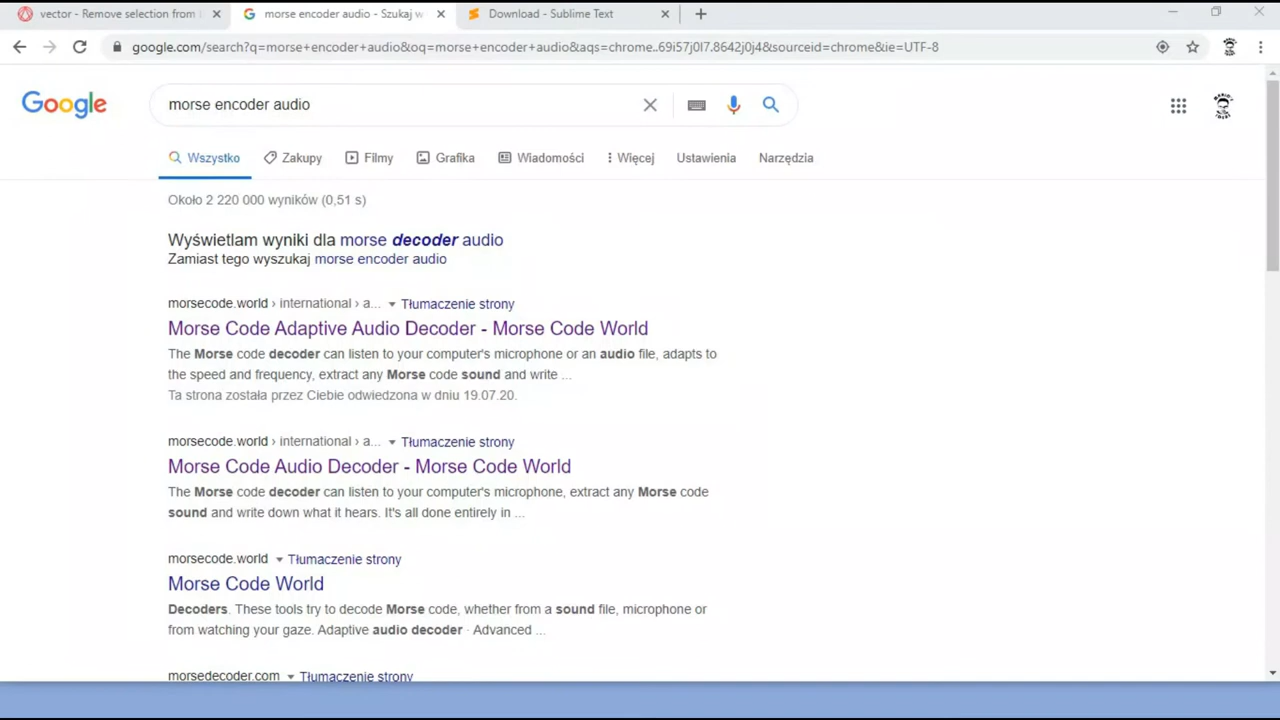 vector - Remove selection from
morse encoder audio - Szukaj w
Download - Sublime Text
google.com/search?q=morse+encoder+audio&oq=morse+encoder+audio&aqs=chrome..69i57j0l7.8642j0j4&sourceid=chrome&ie=UTF-8
Google
morse encoder audio
Wszystko
Zakupy
Filmy
Grafika
Wiadomości
Więcej
Ustawienia
Narzędzia
Około 2 220 000 wyników (0,51 s)
Wyświetlam wyniki dla morse decoder audio
Zamiast tego wyszukaj morse encoder audio
morsecode.world › international › a... Tłumaczenie strony
Morse Code Adaptive Audio Decoder - Morse Code World
The Morse code decoder can listen to your computer's microphone or an audio file, adapts to
the speed and frequency, extract any Morse code sound and write ...
Ta strona została przez Ciebie odwiedzona w dniu 19.07.20.
morsecode.world › international › a... Tłumaczenie strony
Morse Code Audio Decoder - Morse Code World
The Morse code decoder can listen to your computer's microphone, extract any Morse code
sound and write down what it hears. It's all done entirely in ...
morsecode.world Tłumaczenie strony
Morse Code World
Decoders. These tools try to decode Morse code, whether from a sound file, microphone or
from watching your gaze. Adaptive audio decoder · Advanced ...
morsedecoder.com Tłumaczenie strony